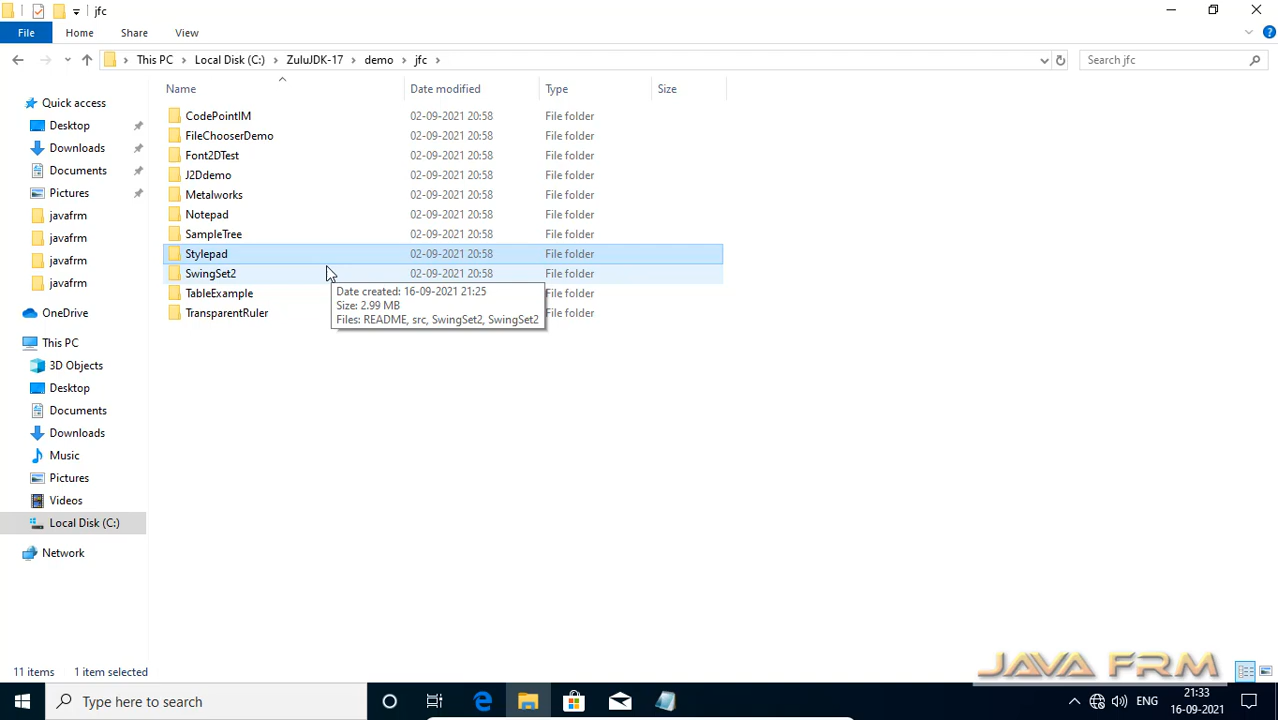 jfc
File Home Share View
This PC Local Disk (C:) ZuluJDK-17 demo jfc Search jfc
Name Date modified Type Size
Quick access
Desktop
Downloads
Documents
Pictures
javafrm
javafrm
javafrm
javafrm
OneDrive
This PC
3D Objects
Desktop
Documents
Downloads
Music
Pictures
Videos
Local Disk (C:)
Network
CodePointIM 02-09-2021 20:58 File folder
FileChooserDemo 02-09-2021 20:58 File folder
Font2DTest 02-09-2021 20:58 File folder
J2Ddemo 02-09-2021 20:58 File folder
Metalworks 02-09-2021 20:58 File folder
Notepad 02-09-2021 20:58 File folder
SampleTree 02-09-2021 20:58 File folder
Stylepad 02-09-2021 20:58 File folder
SwingSet2 02-09-2021 20:58 File folder
TableExample File folder
TransparentRuler File folder
Date created: 16-09-2021 21:25
Size: 2.99 MB
Files: README, src, SwingSet2, SwingSet2
11 items 1 item selected
JAVA FRM
Type here to search
ENG
21:33
16-09-2021